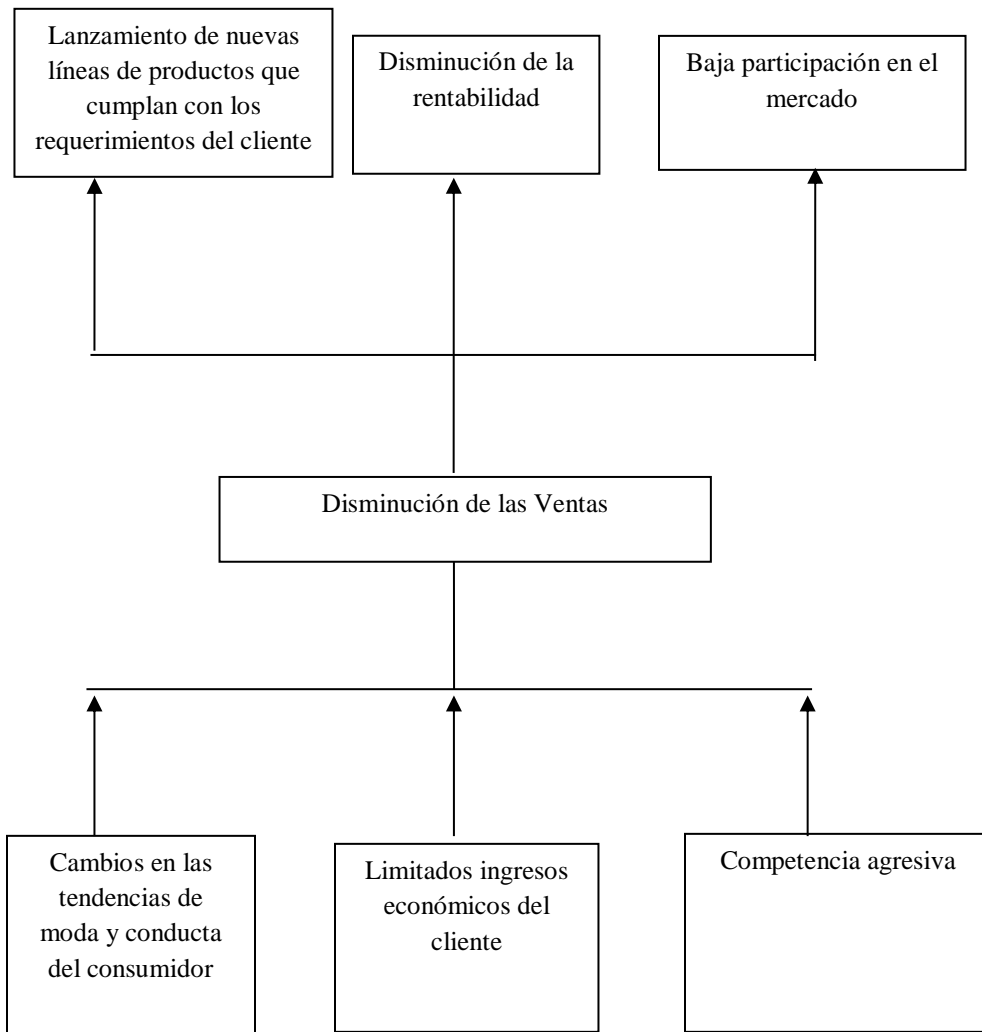 Lanzamiento de nuevas
líneas de productos que
cumplan con los
requerimientos del cliente
Disminución de la
rentabilidad
Baja participación en el
mercado
Disminución de las Ventas
Cambios en las
tendencias de
moda y conducta
del consumidor
Limitados ingresos
económicos del
cliente
Competencia agresiva